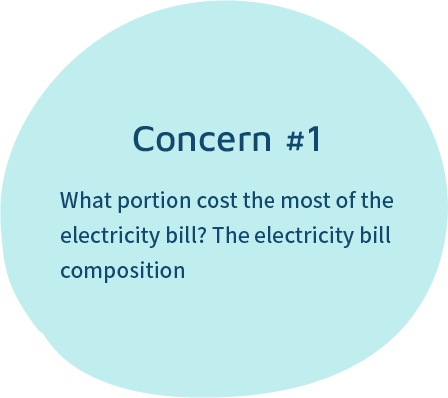 Concern #1
What portion cost the most of the
electricity bill? The electricity bill
composition